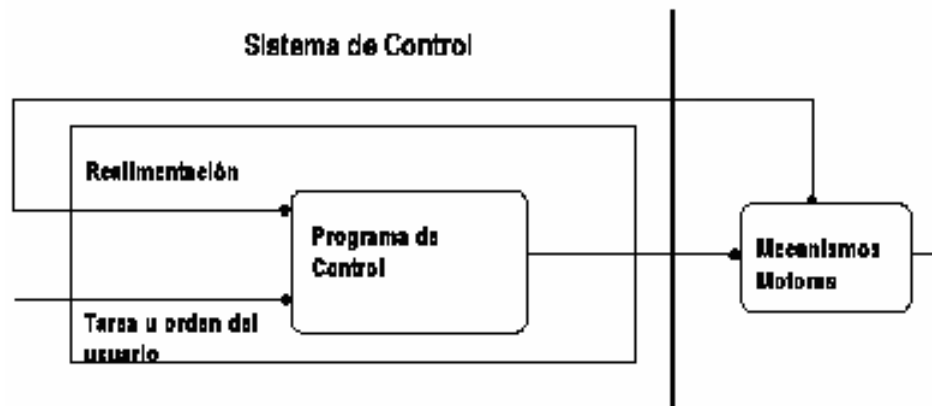 Sistema de Control
Realimentación
Programa de
Control
Mecanismos
Motores
Tarea u orden del
usuario